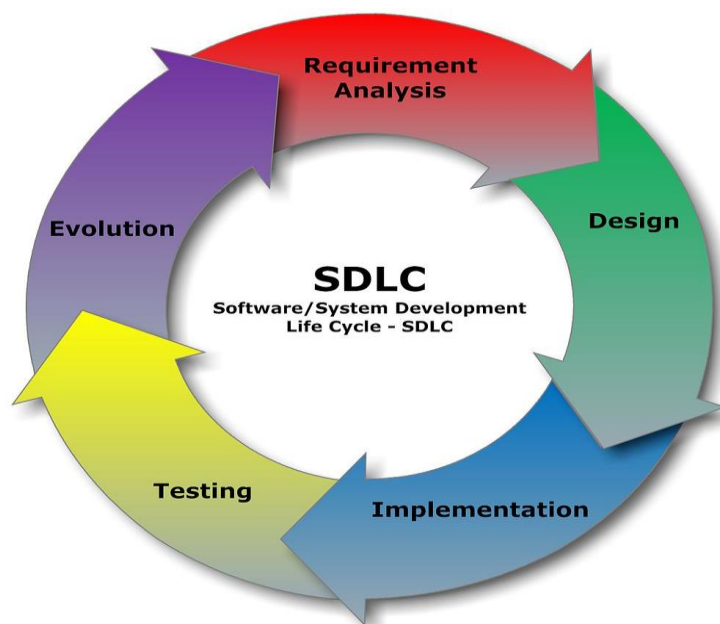 Requirement
Analysis
Design
Implementation
Testing
Evolution
SDLC
Software/System Development
Life Cycle - SDLC